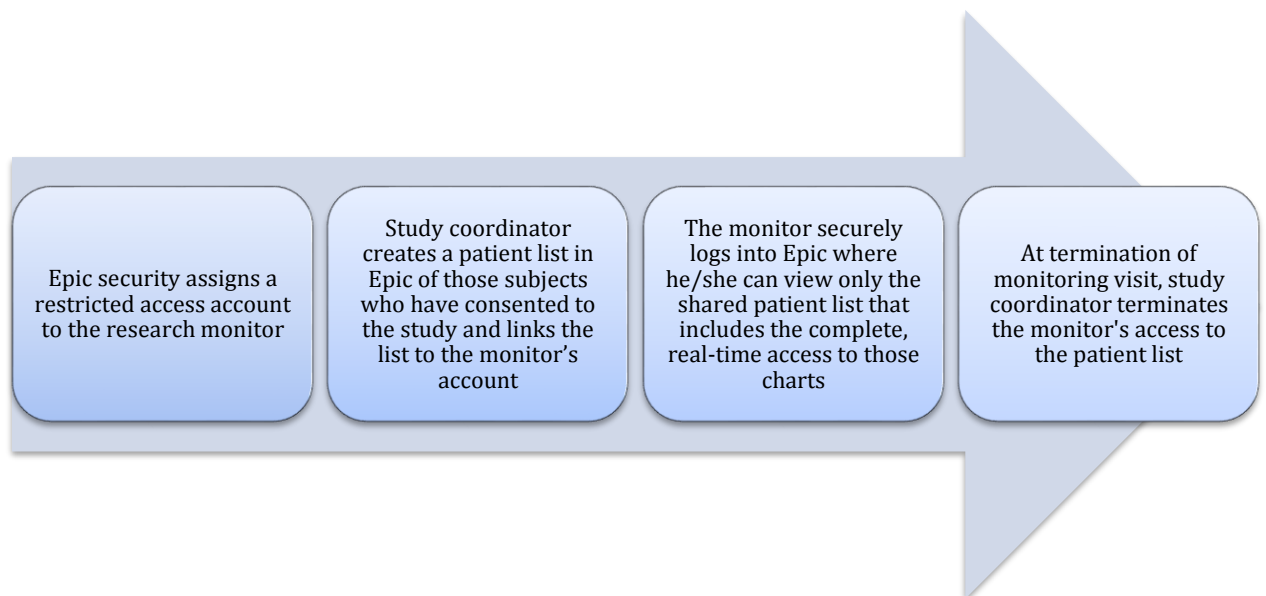 Epic security assigns a
restricted access account
to the research monitor
Study coordinator
creates a patient list in
Epic of those subjects
who have consented to
the study and links the
list to the monitor’s
account
The monitor securely
logs into Epic where
he/she can view only the
shared patient list that
includes the complete,
real-time access to those
charts
At termination of
monitoring visit, study
coordinator terminates
the monitor's access to
the patient list